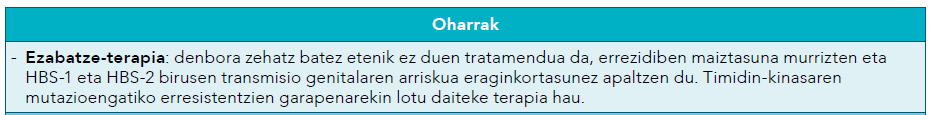 Oharrak
- Ezabatze-terapia: denbora zehatz batez etenik ez duen tratamendua da, errezidiben maiztasuna murrizten eta
HBS-1 eta HBS-2 birusen transmisio genitalaren arriskua eraginkortasunez apaltzen du. Timidin-kinasaren
mutazioengatiko erresistentzien garapenarekin lotu daiteke terapia hau.